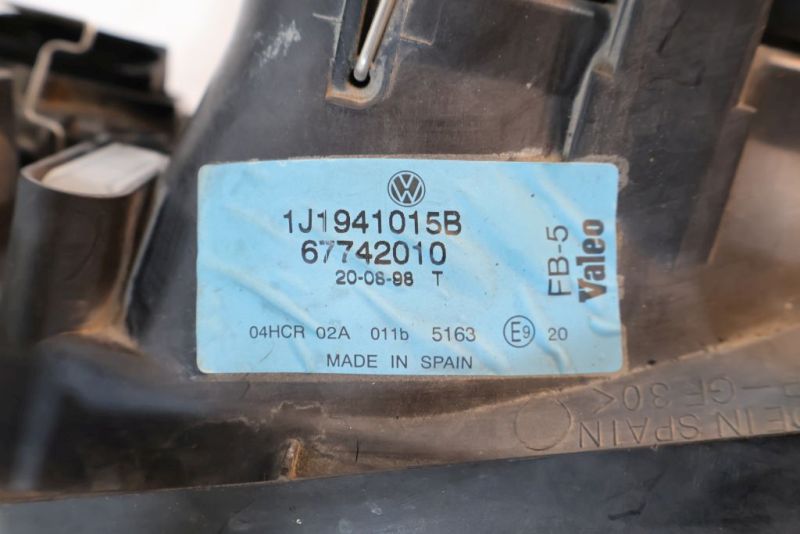 1J1941015B
67742010
20-08-98 T
FB-5
Valeo
04HCR 02A 011b 5163 E9 20
MADE IN SPAIN
DE IN SPAIN
-GF30<